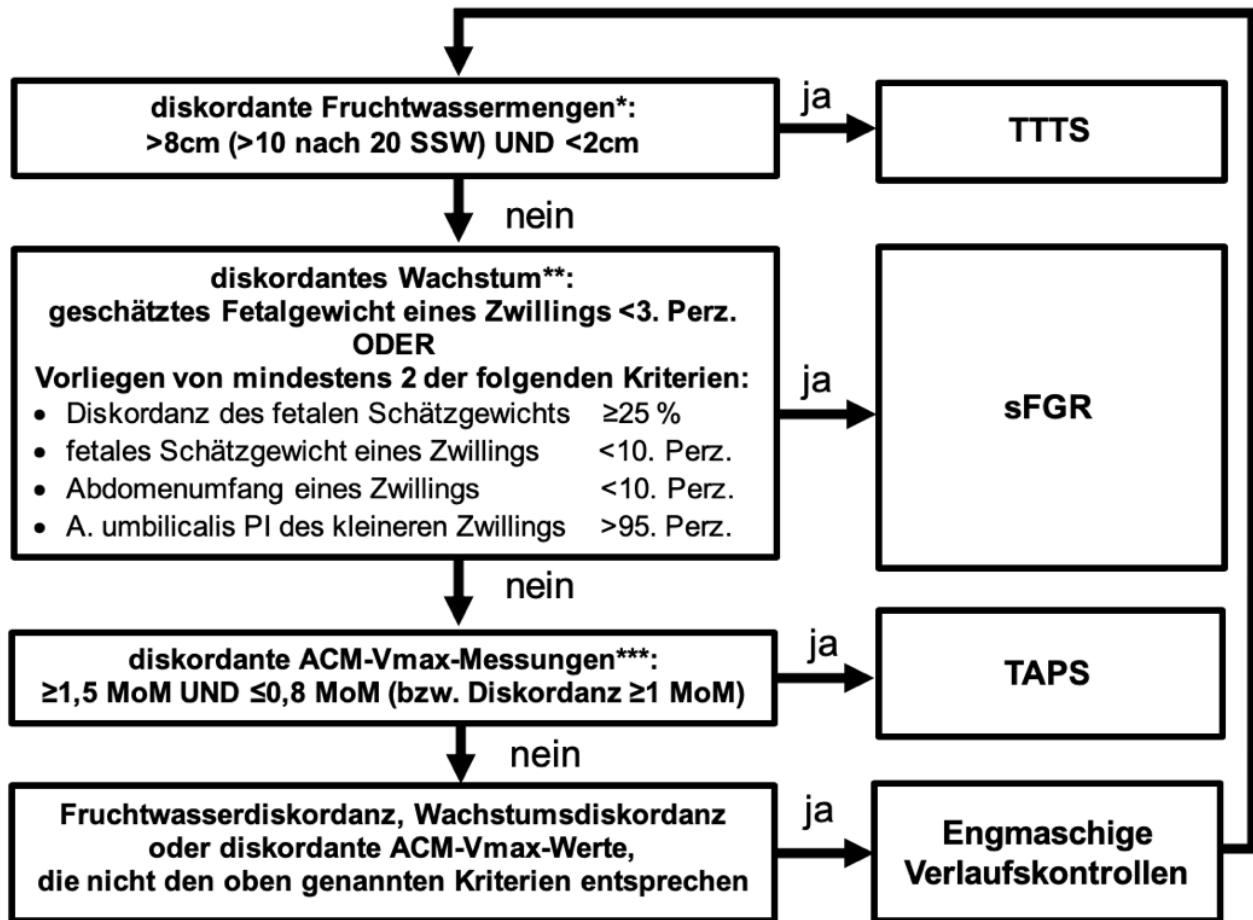 diskordante Fruchtwassermengen*:
>8cm (>10 nach 20 SSW) UND <2cm
ja
TTTS
nein
diskordantes Wachstum**:
geschätztes Fetalgewicht eines Zwillings <3. Perz.
ODER
Vorliegen von mindestens 2 der folgenden Kriterien:
• Diskordanz des fetalen Schätzgewichts ≥25 %
• fetales Schätzgewicht eines Zwillings <10. Perz.
• Abdomenumfang eines Zwillings <10. Perz.
• A. umbilicalis PI des kleineren Zwillings >95. Perz.
ja
sFGR
nein
diskordante ACM-Vmax-Messungen***:
≥1,5 MoM UND ≤0,8 MoM (bzw. Diskordanz ≥1 MoM)
ja
TAPS
nein
Fruchtwasserdiskordanz, Wachstumsdiskordanz
oder diskordante ACM-Vmax-Werte,
die nicht den oben genannten Kriterien entsprechen
ja
Engmaschige
Verlaufskontrollen